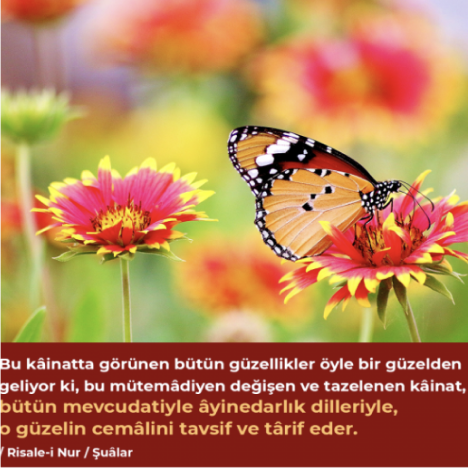 Bu kâinatta görünen bütün güzellikler öyle bir güzelden
geliyor ki, bu mütemâdiyen değişen ve tazelenen kâinat,
bütün mevcudatiyle âyinedarlık dilleriyle,
o güzelin cemâlini tavsif ve târif eder.
/ Risale-i Nur / Şuâlar